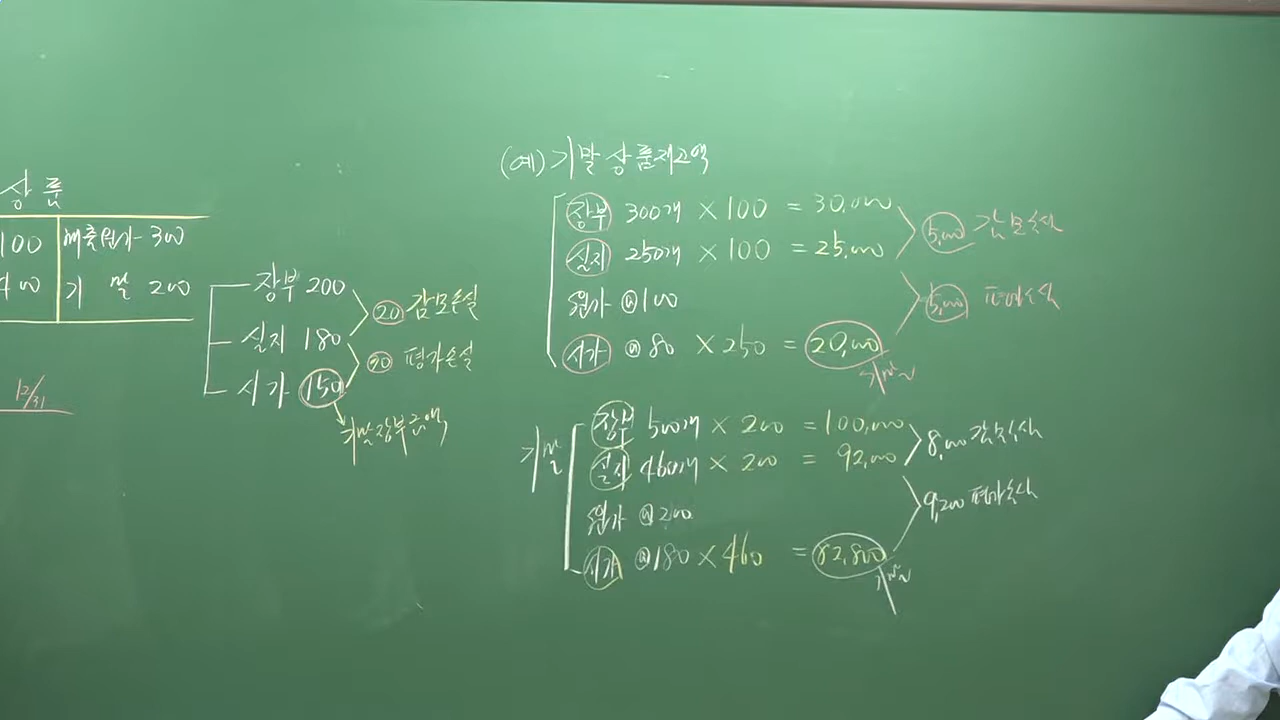 상품
100 매출원가 300
400 기말 200
12/31
장부 200
실지 180
시가 150
20 감모손실
30 평가손실
기말장부금액
(예) 기말상품재고액
장부 300개 × 100 = 30,000
실지 250개 × 100 = 25,000
원가 @100
시가 @80 × 250 = 20,000
5,000 감모손실
5,000 평가손실
기말
기말
장부 500개 × 200 = 100,000
실지 460개 × 200 = 92,000
원가 @200
시가 @180 × 460 = 82,800
8,000 감모손실
9,200 평가손실
기말